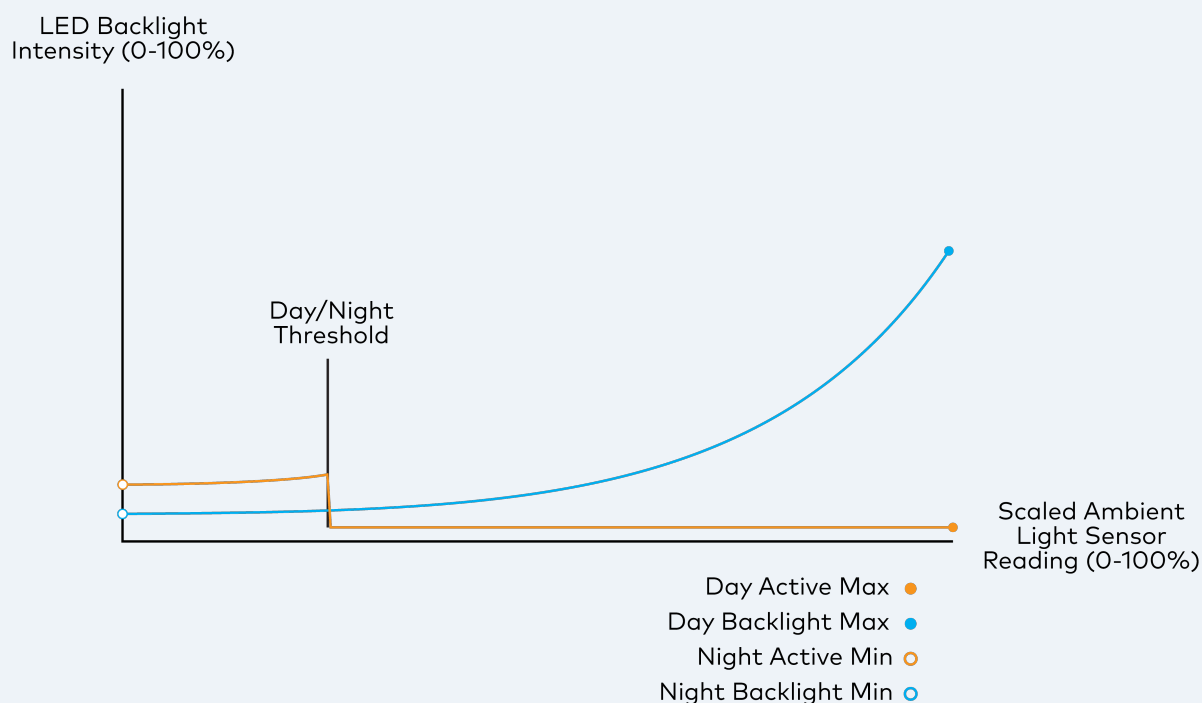 LED Backlight
Intensity (0-100%)
Day/Night
Threshold
Scaled Ambient
Light Sensor
Reading (0-100%)
Day Active Max
Day Backlight Max
Night Active Min
Night Backlight Min